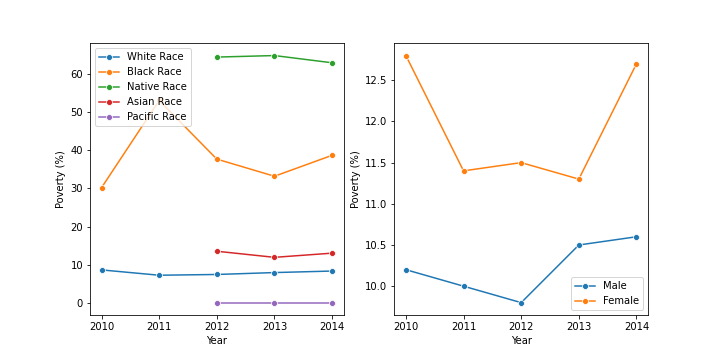 Poverty (%)
60
50
40
30
20
10
0
White Race
Black Race
Native Race
Asian Race
Pacific Race
2010 2011 2012 2013 2014
Year
Poverty (%)
12.5
12.0
11.5
11.0
10.5
10.0
Male
Female
2010 2011 2012 2013 2014
Year